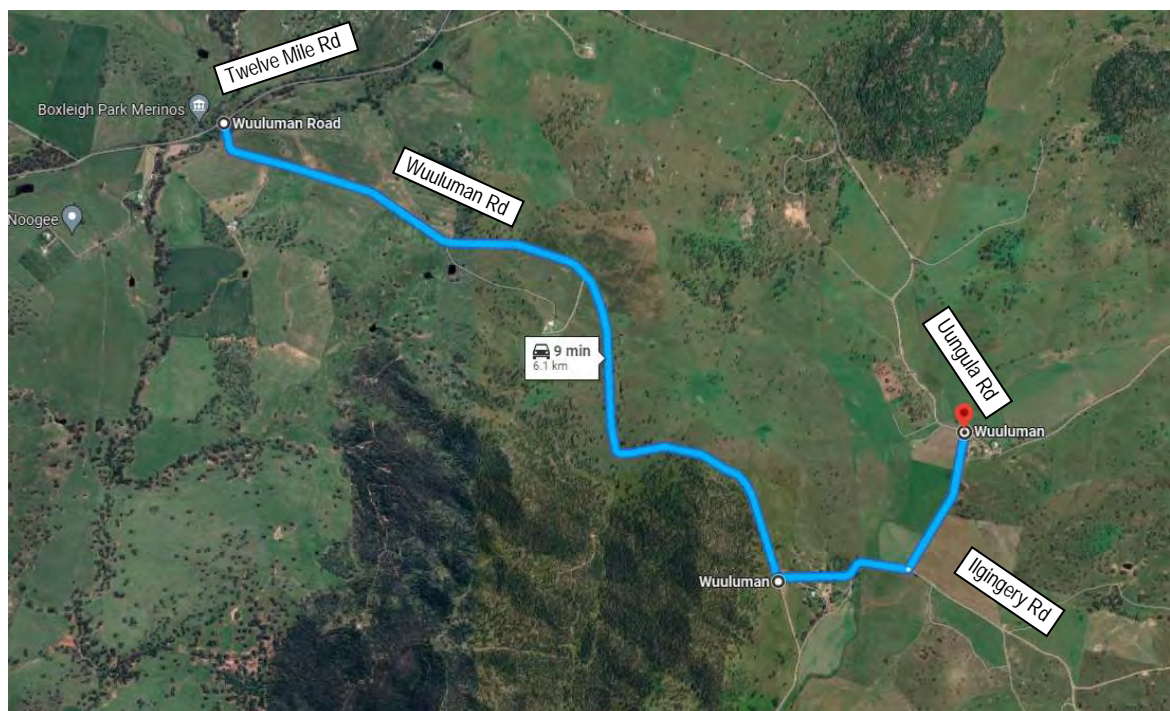 Twelve Mile Rd
Boxleigh Park Merinos
Wuuluman Road
Wuuluman Rd
Noogee
9 min
6.1 km
Uungula Rd
Wuuluman
Wuuluman
Ilgingery Rd